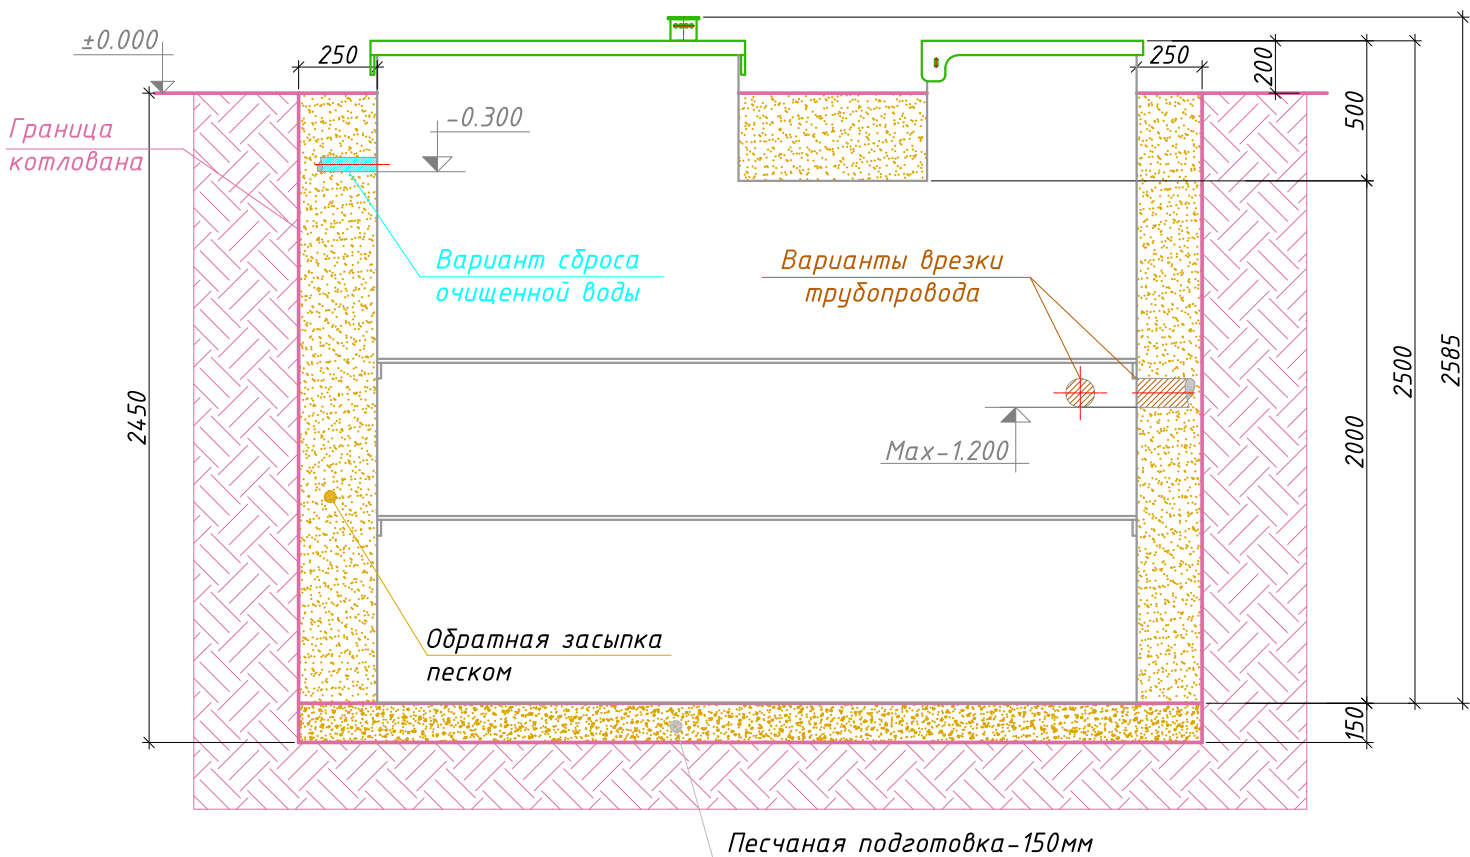 ±0.000
250
250
200
500
Граница
котлована
-0.300
Вариант сброса
очищенной воды
Варианты врезки
трубопровода
2450
2585
2500
2000
Max-1.200
Обратная засыпка
песком
150
Песчаная подготовка-150мм